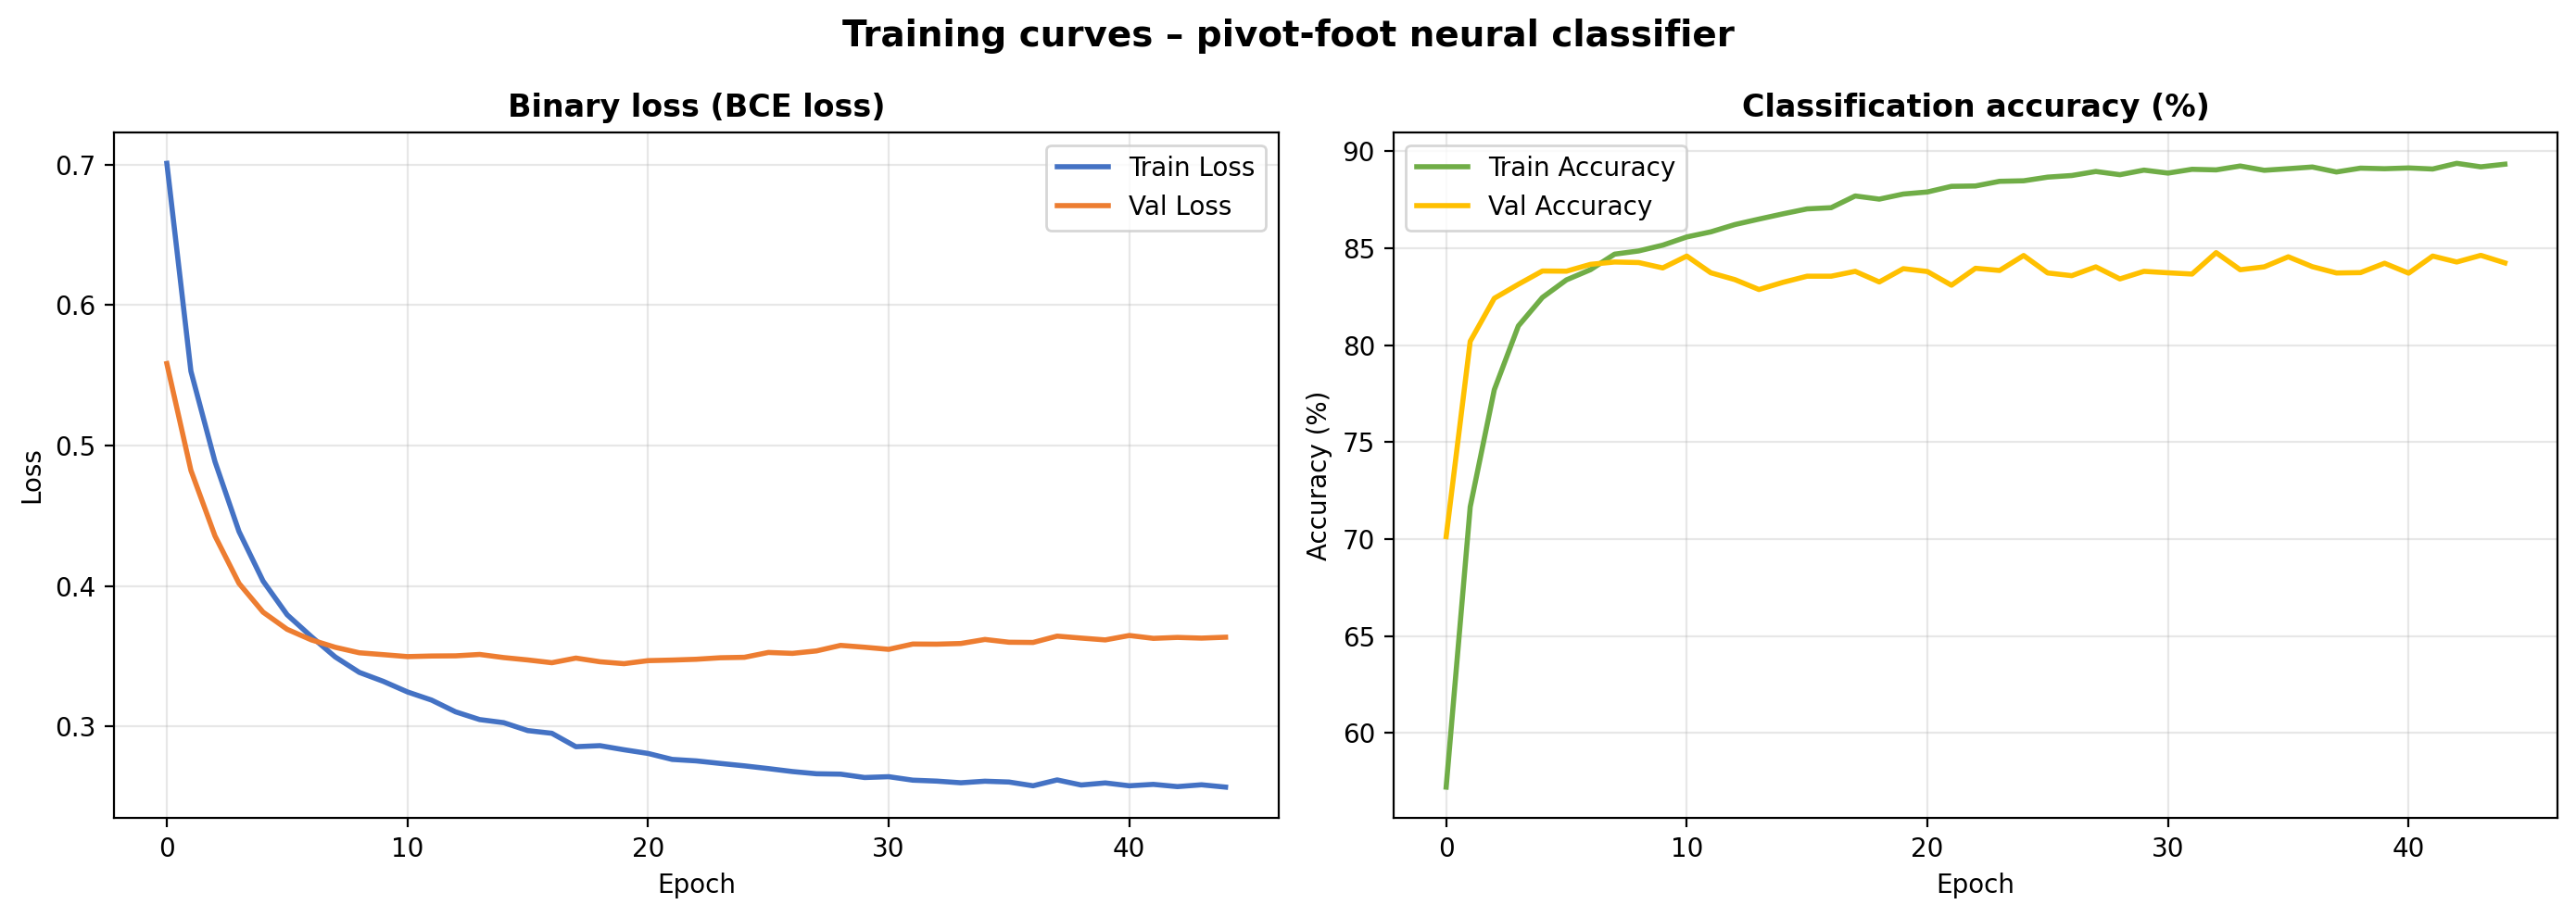 Training curves – pivot-foot neural classifier
Binary loss (BCE loss)
Train Loss
Val Loss
0.7
0.6
0.5
0.4
0.3
Loss
0 10 20 30 40
Epoch
Classification accuracy (%)
Train Accuracy
Val Accuracy
90
85
80
75
70
65
60
Accuracy (%)
0 10 20 30 40
Epoch